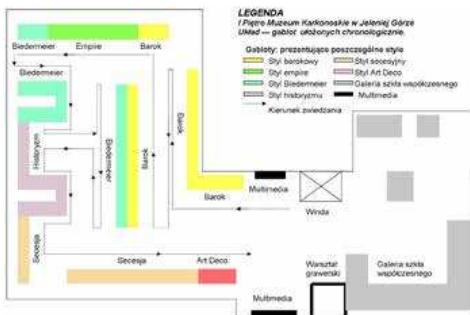 LEGENDA
I Piętro Muzeum Karkonoskie w Jeleniej Górze
Układ — gablot ułożonych chronologicznie.
Gabloty: prezentujące poszczególne style
Styl barokowy
Styl empire
Styl Biedermeier
Styl historyzmu
Kierunek zwiedzania
Styl secesyjny
Styl Art Deco
Galeria szkła współczesnego
Multimedia
Biedermeier Empire Barok
Biedermeier
Historyzm
Secesja
Biedermeier
Barok
Barok
Multimedia
Winda
Secesja Art Deco
Multimedia
Warsztat
grawerski
Galeria szkła
współczesnego